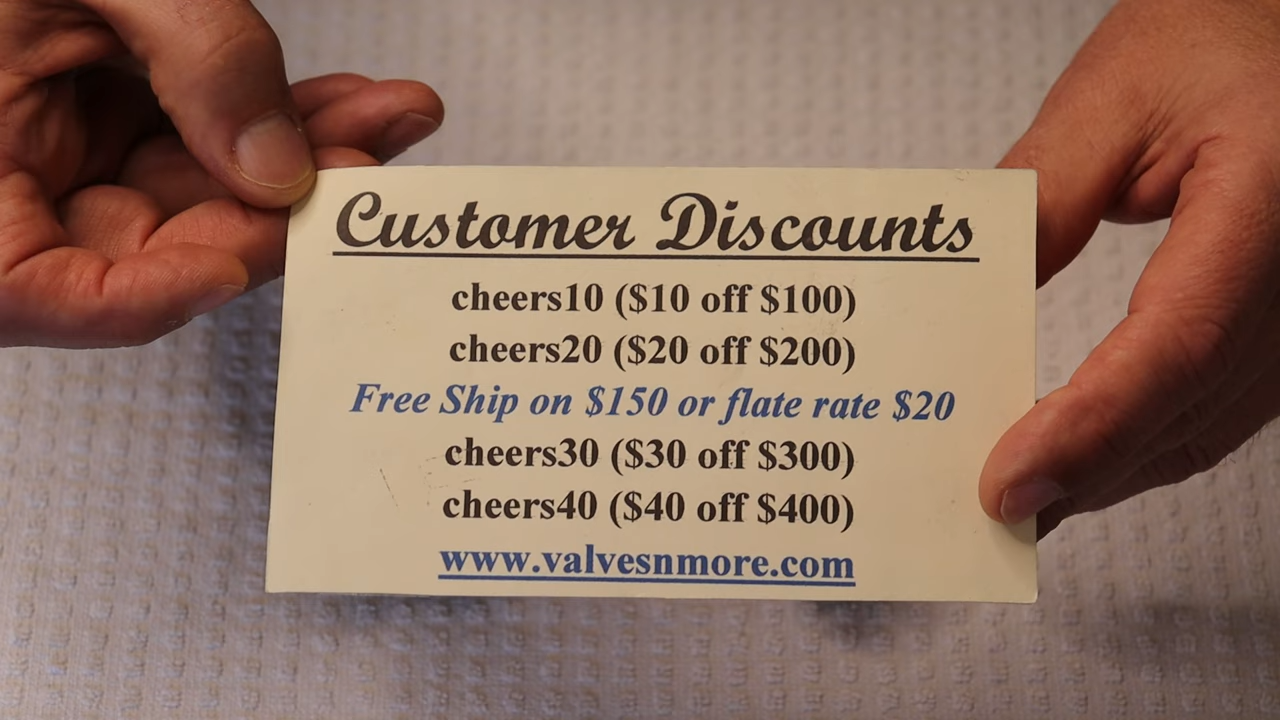 Customer Discounts
cheers10 ($10 off $100)
cheers20 ($20 off $200)
Free Ship on $150 or flate rate $20
cheers30 ($30 off $300)
cheers40 ($40 off $400)
www.valvesnmore.com